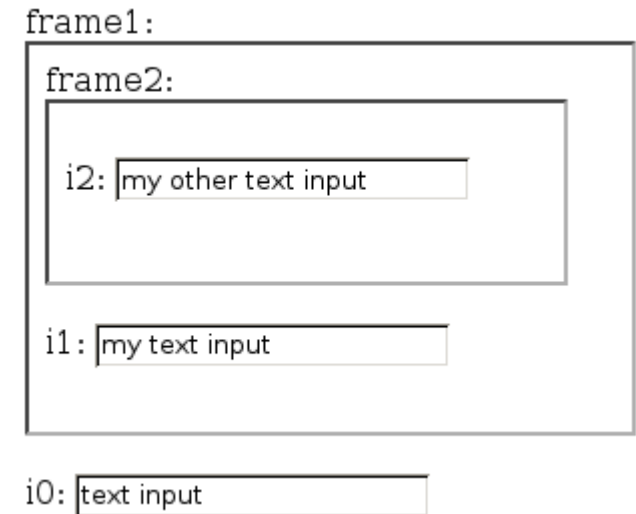 frame1:
frame2:
i2: my other text input
i1: my text input
i0: text input